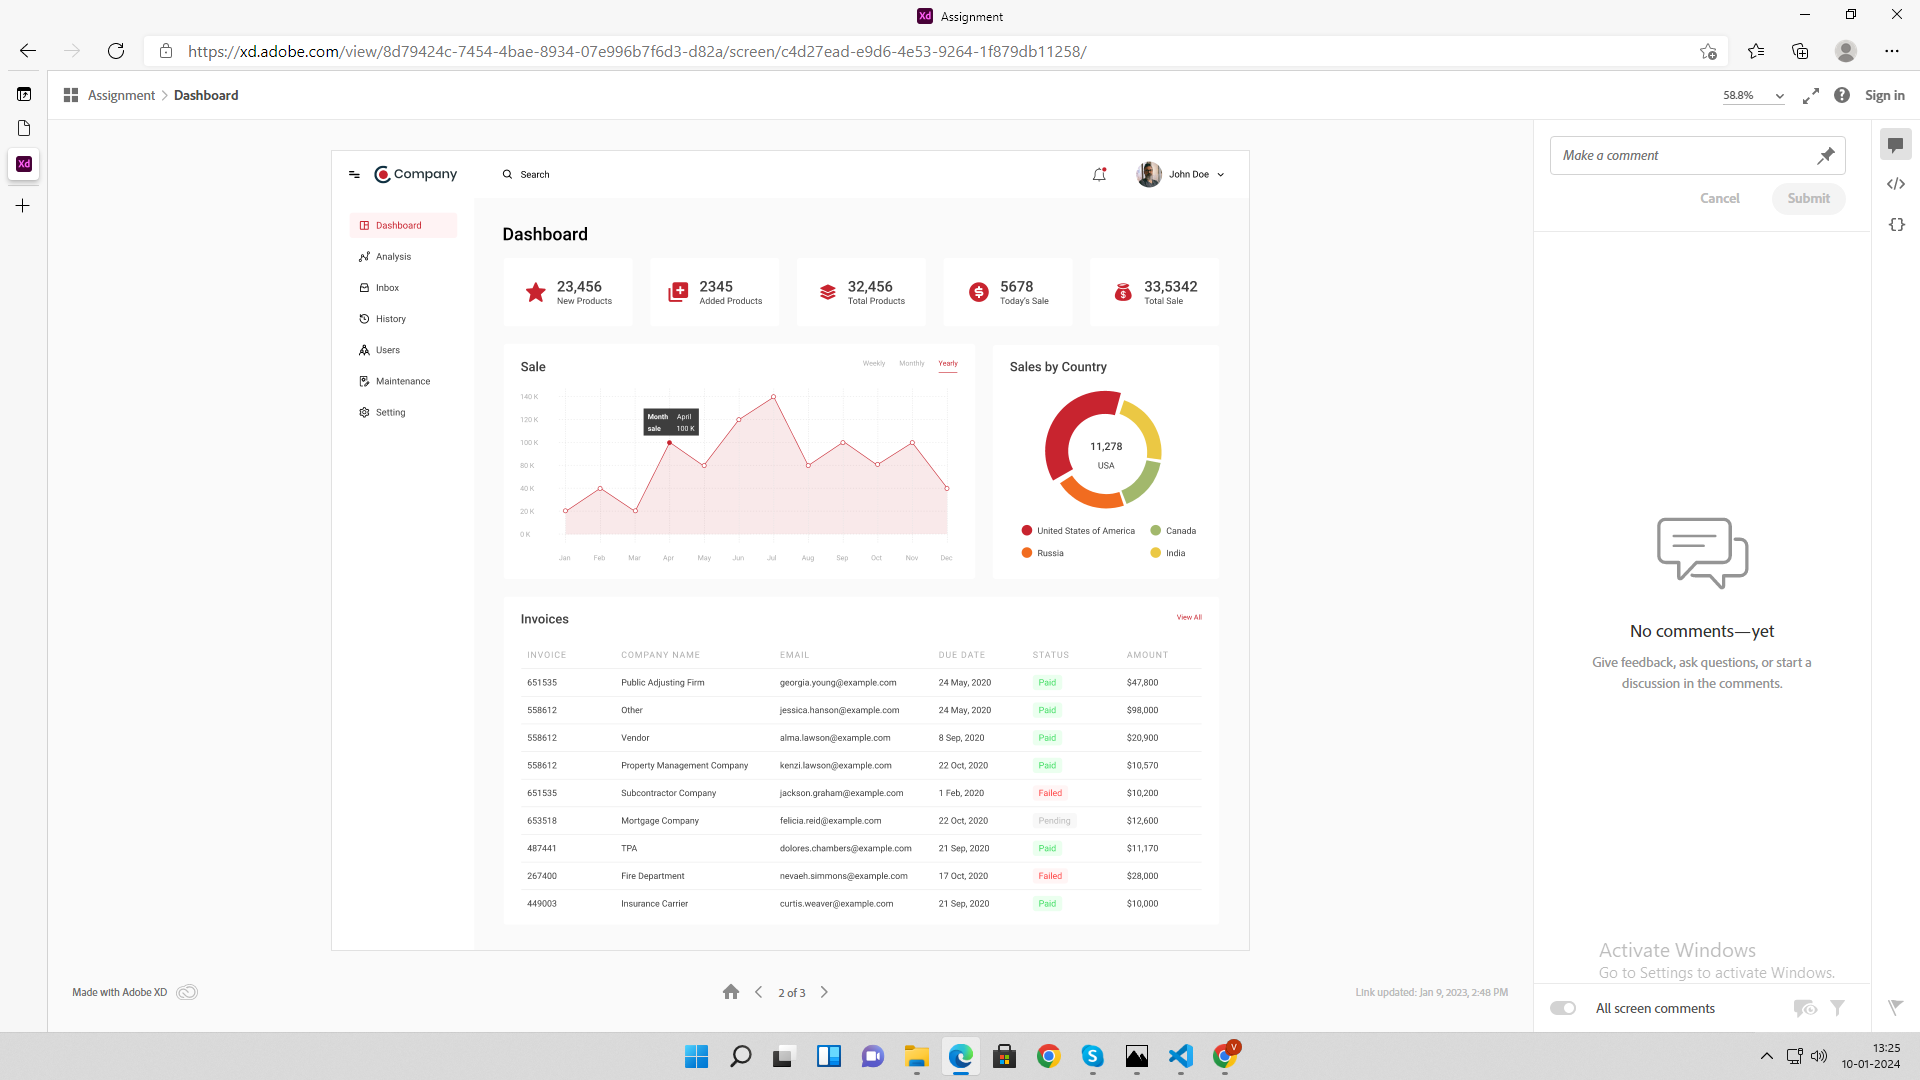 Assignment
https://xd.adobe.com/view/8d79424c-7454-4bae-8934-07e996b7f6d3-d82a/screen/c4d27ead-e9d6-4e53-9264-1f879db11258/
Assignment > Dashboard
58.8%
Sign in
Company
Search
John Doe
Dashboard
Analysis
Inbox
History
Users
Maintenance
Setting
Dashboard
23,456
New Products
2345
Added Products
32,456
Total Products
5678
Today's Sale
33,5342
Total Sale
Sale
Weekly Monthly Yearly
140 K
120 K
100 K
80 K
40 K
20 K
0 K
Month April
sale 100 K
Jan Feb Mar Apr May Jun Jul Aug Sep Oct Nov Dec
Sales by Country
11,278
USA
United States of America
Canada
Russia
India
Invoices
View All
INVOICE COMPANY NAME EMAIL DUE DATE STATUS AMOUNT
651535 Public Adjusting Firm georgia.young@example.com 24 May, 2020 Paid $47,800
558612 Other jessica.hanson@example.com 24 May, 2020 Paid $98,000
558612 Vendor alma.lawson@example.com 8 Sep, 2020 Paid $20,900
558612 Property Management Company kenzi.lawson@example.com 22 Oct, 2020 Paid $10,570
651535 Subcontractor Company jackson.graham@example.com 1 Feb, 2020 Failed $10,200
653518 Mortgage Company felicia.reid@example.com 22 Oct, 2020 Pending $12,600
487441 TPA dolores.chambers@example.com 21 Sep, 2020 Paid $11,170
267400 Fire Department nevaeh.simmons@example.com 17 Oct, 2020 Failed $28,000
449003 Insurance Carrier curtis.weaver@example.com 21 Sep, 2020 Paid $10,000
Make a comment
Cancel
Submit
No comments—yet
Give feedback, ask questions, or start a
discussion in the comments.
Activate Windows
Go to Settings to activate Windows.
All screen comments
Made with Adobe XD
2 of 3
Link updated: Jan 9, 2023, 2:48 PM
Xd
Xd
V
13:25
10-01-2024